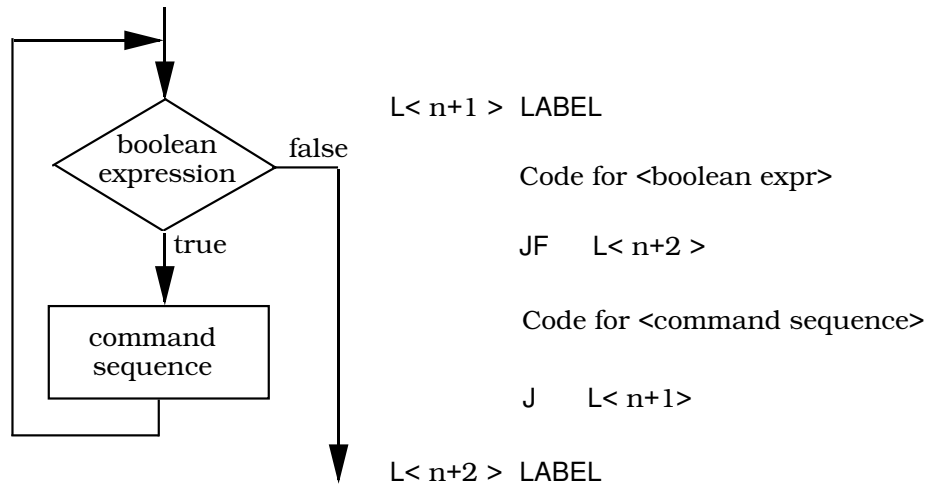 boolean
expression
false
true
command
sequence
L< n+1 > LABEL
Code for <boolean expr>
JF L< n+2 >
Code for <command sequence>
J L< n+1>
L< n+2 > LABEL